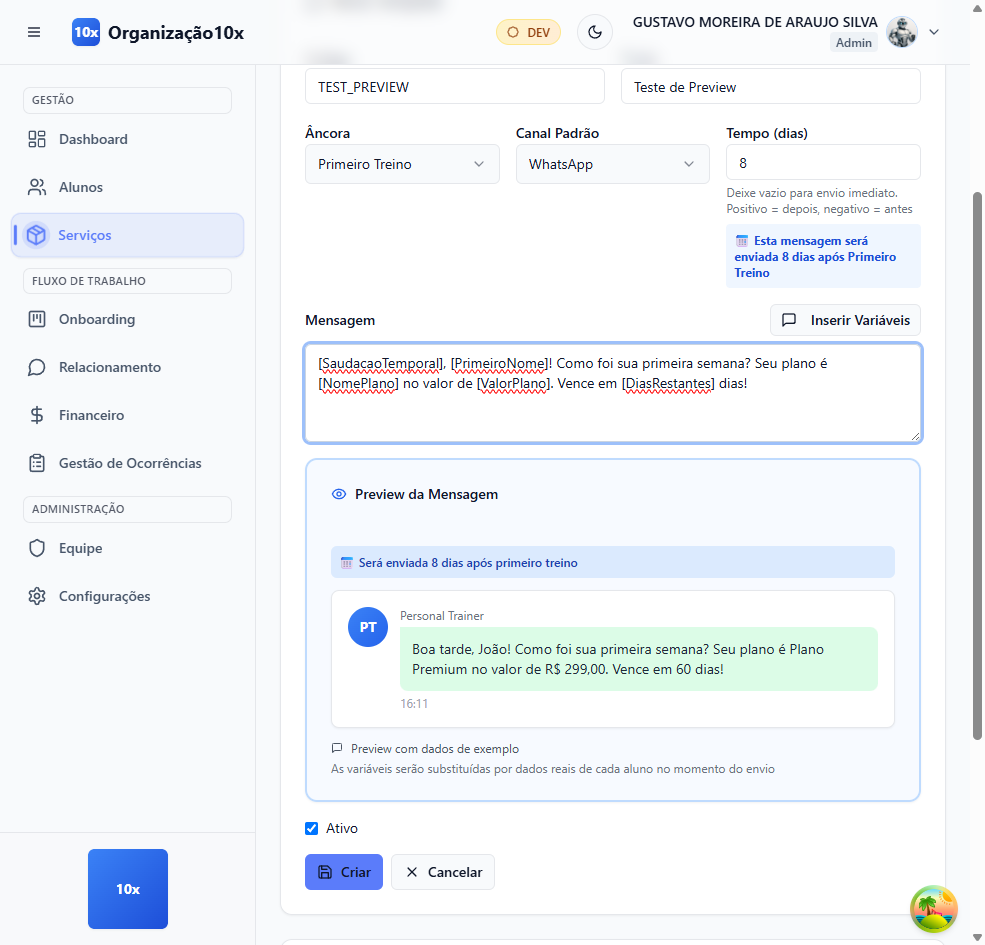 10x Organização10x
DEV
GUSTAVO MOREIRA DE ARAUJO SILVA
Admin
GESTÃO
Dashboard
Alunos
Serviços
FLUXO DE TRABALHO
Onboarding
Relacionamento
Financeiro
Gestão de Ocorrências
ADMINISTRAÇÃO
Equipe
Configurações
10x
TEST_PREVIEW
Teste de Preview
Âncora
Primeiro Treino
Canal Padrão
WhatsApp
Tempo (dias)
8
Deixe vazio para envio imediato.
Positivo = depois, negativo = antes
Esta mensagem será
enviada 8 dias após Primeiro
Treino
Mensagem
Inserir Variáveis
[SaudacaoTemporal], [PrimeiroNome]! Como foi sua primeira semana? Seu plano é
[NomePlano] no valor de [ValorPlano]. Vence em [DiasRestantes] dias!
Preview da Mensagem
Será enviada 8 dias após primeiro treino
PT
Personal Trainer
Boa tarde, João! Como foi sua primeira semana? Seu plano é Plano
Premium no valor de R$ 299,00. Vence em 60 dias!
16:11
Preview com dados de exemplo
As variáveis serão substituídas por dados reais de cada aluno no momento do envio
Ativo
Criar
Cancelar